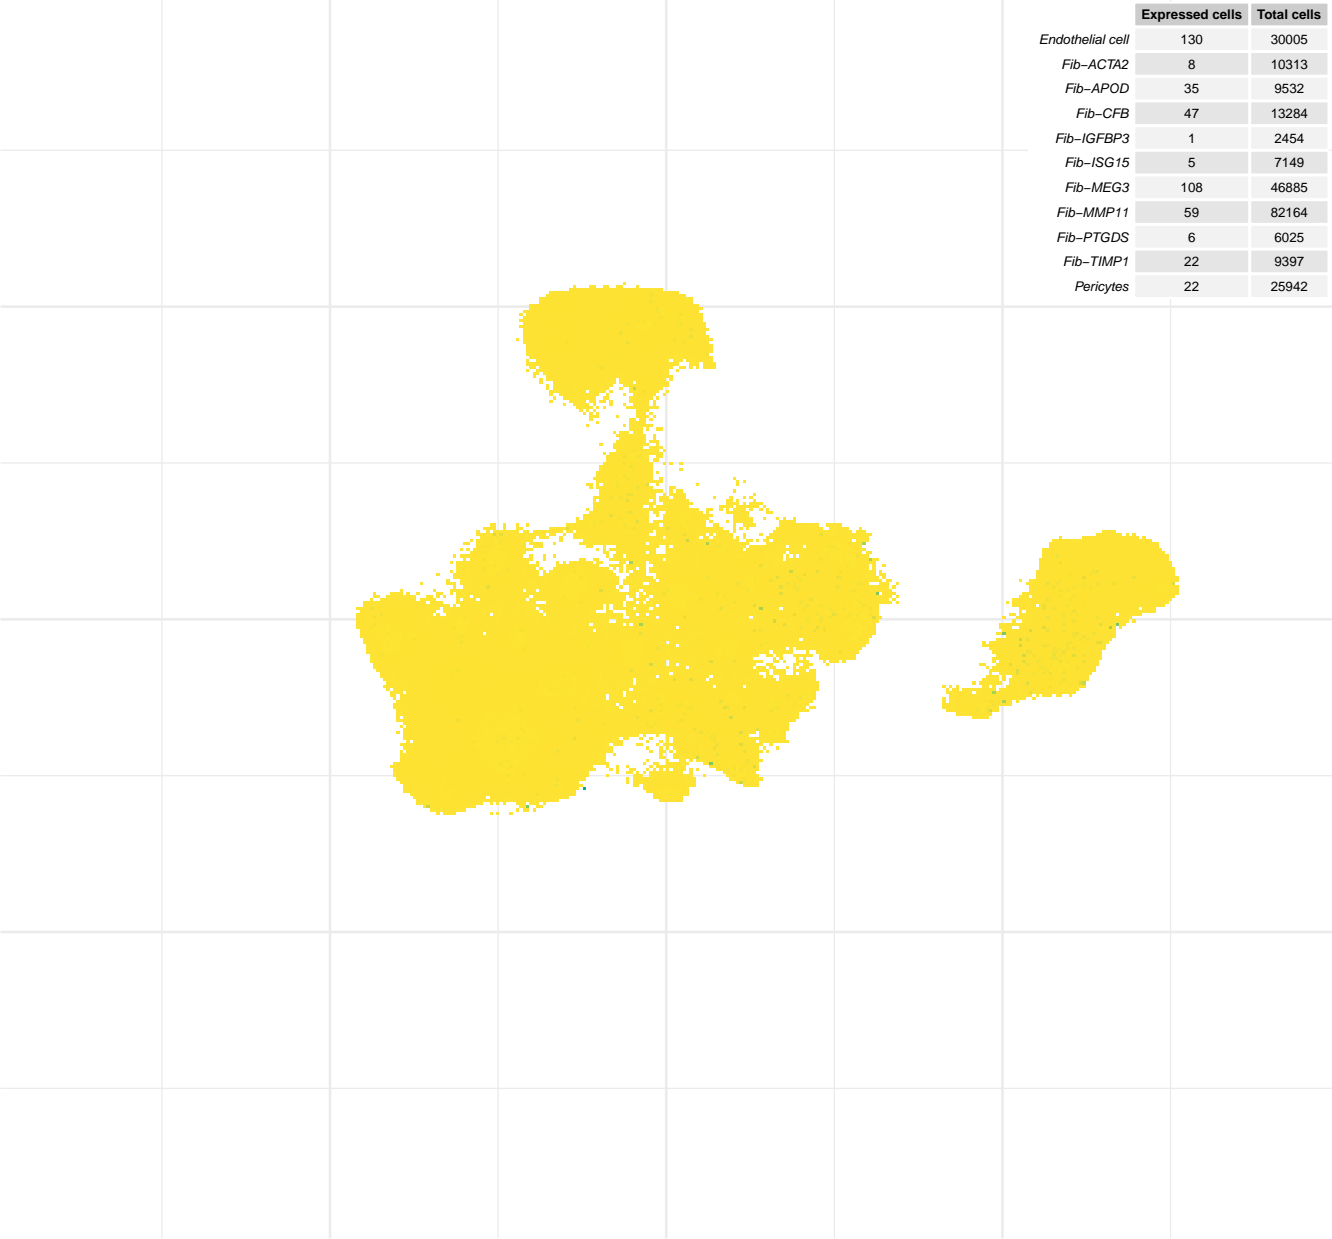 Expressed cells Total cells
Endothelial cell 130 30005
Fib−ACTA2 8 10313
Fib−APOD 35 9532
Fib−CFB 47 13284
Fib−IGFBP3 1 2454
Fib−ISG15 5 7149
Fib−MEG3 108 46885
Fib−MMP11 59 82164
Fib−PTGDS 6 6025
Fib−TIMP1 22 9397
Pericytes 22 25942